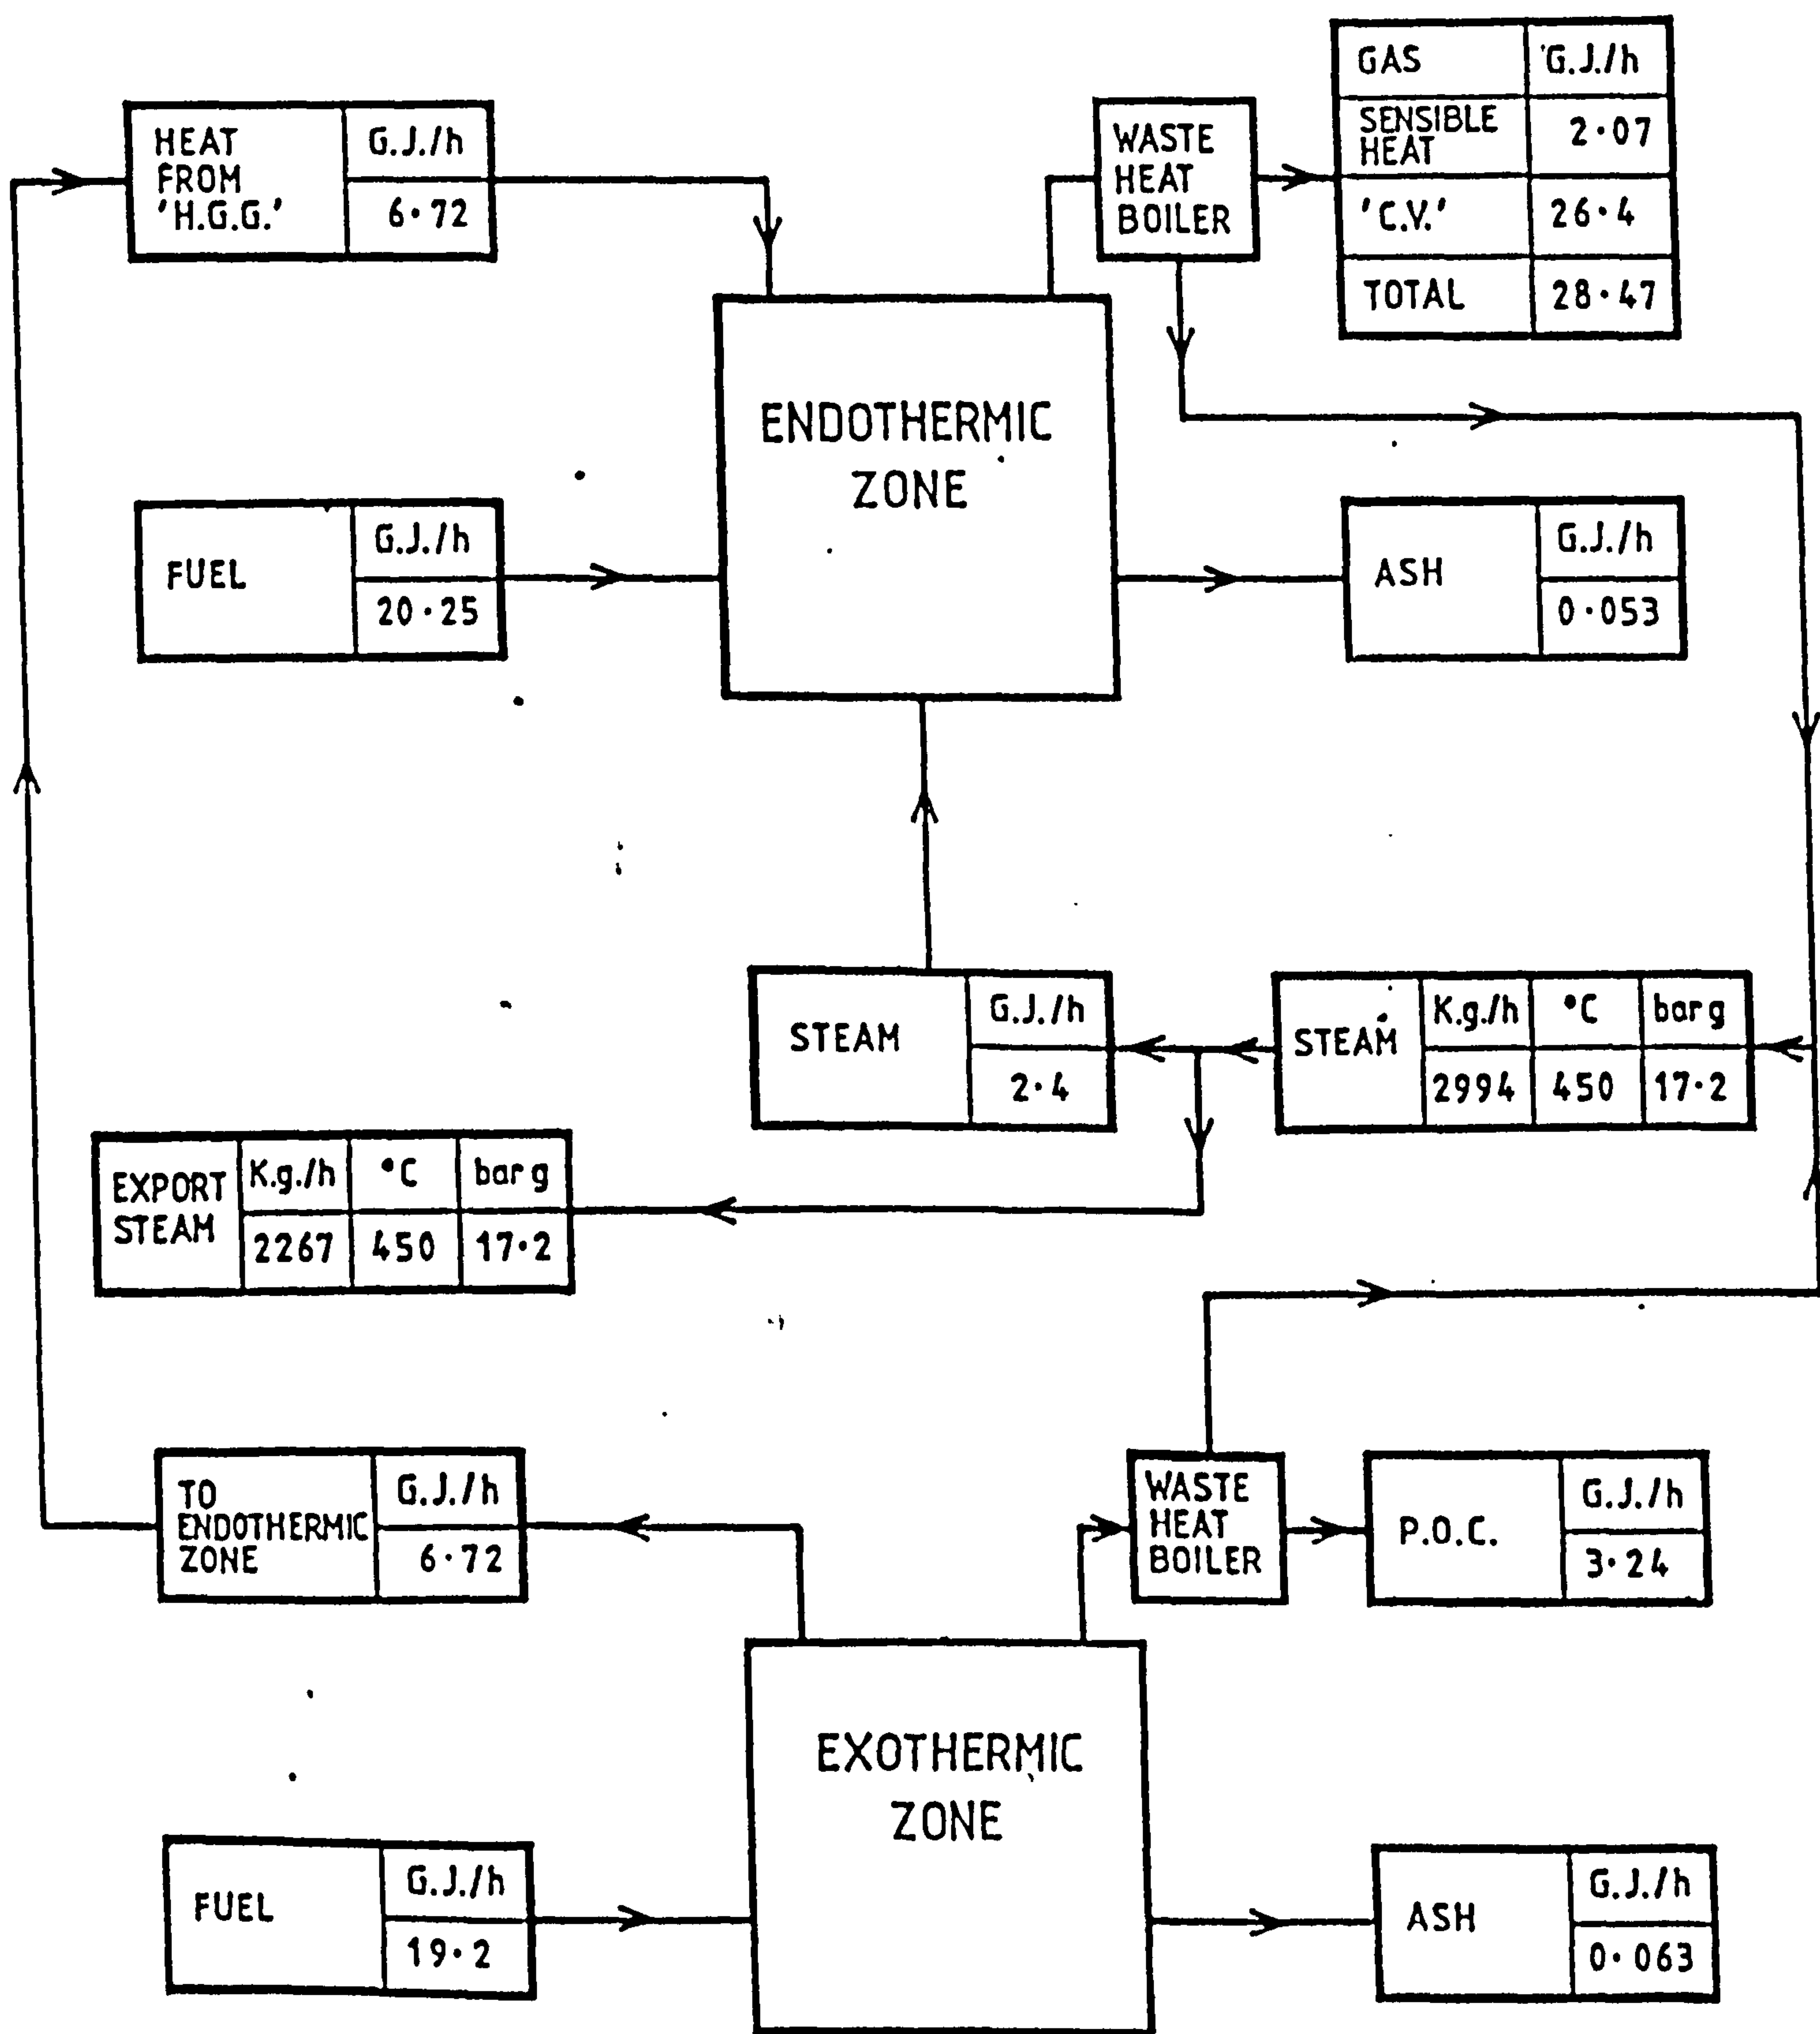 GAS
G.J./h
SENSIBLE
HEAT
2·07
'C.V.'
26·4
TOTAL
28·47
HEAT
FROM
'H.G.G.'
G.J./h
6·72
WASTE
HEAT
BOILER
ENDOTHERMIC
ZONE
FUEL
G.J./h
20·25
ASH
G.J./h
0·053
STEAM
G.J./h
2·4
STEAM
K.g./h
°C
bar g
2994
450
17·2
EXPORT
STEAM
K.g./h
°C
bar g
2267
450
17·2
TO
ENDOTHERMIC
ZONE
G.J./h
6·72
WASTE
HEAT
BOILER
P.O.C.
G.J./h
3·24
EXOTHERMIC
ZONE
FUEL
G.J./h
19·2
ASH
G.J./h
0·063